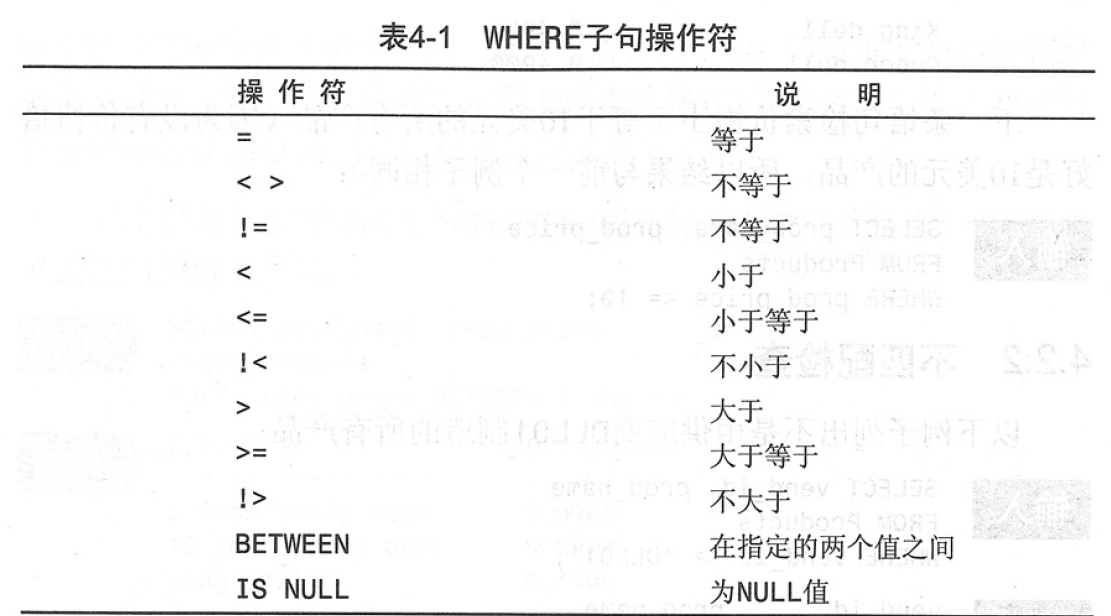 表4-1 WHERE子句操作符
操作符 说明
= 等于
< > 不等于
!= 不等于
< 小于
<= 小于等于
!< 不小于
> 大于
>= 大于等于
!> 不大于
BETWEEN 在指定的两个值之间
IS NULL 为NULL值